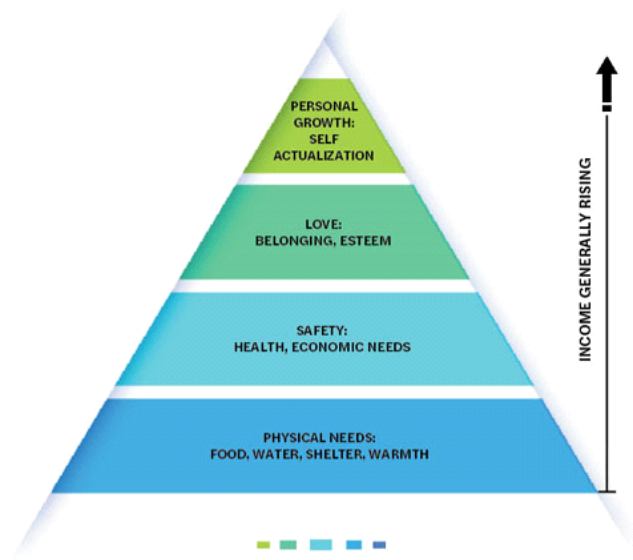 PERSONAL
GROWTH:
SELF
ACTUALIZATION
LOVE:
BELONGING, ESTEEM
SAFETY:
HEALTH, ECONOMIC NEEDS
PHYSICAL NEEDS:
FOOD, WATER, SHELTER, WARMTH
INCOME GENERALLY RISING